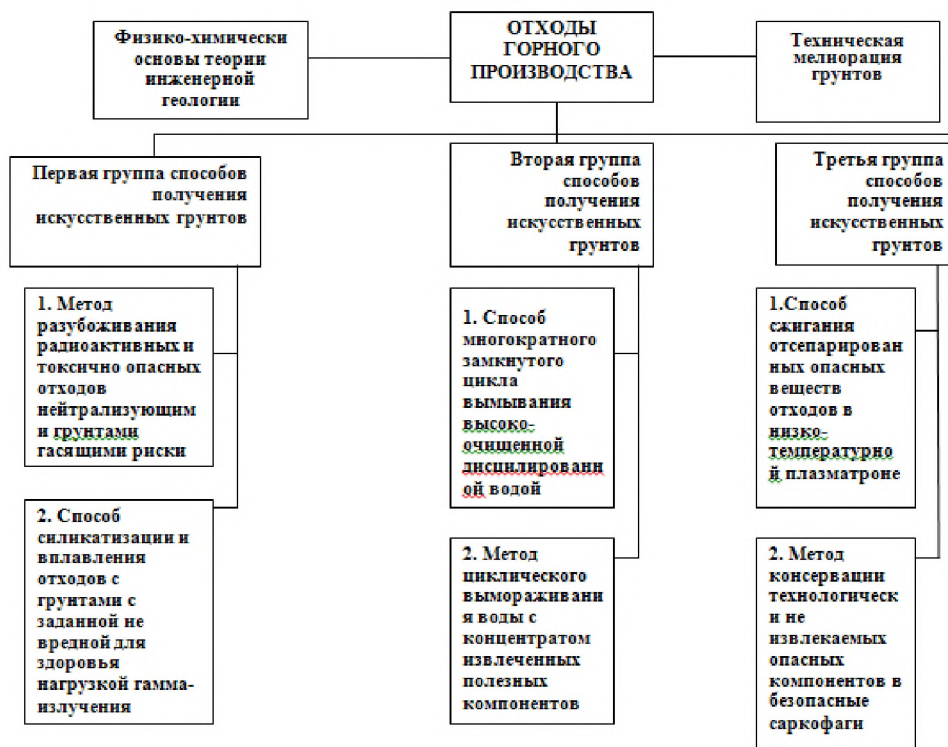 Физико-химически
основы теории
инженерной
геологии
ОТХОДЫ
ГОРНОГО
ПРОИЗВОДСТВА
Техническая
мелиорация
грунтов
Первая группа способов
получения
искусственных грунтов
Вторая группа
способов
получения
искусственных
грунтов
Третья группа
способов
получения
искусственных
грунтов
1. Метод
разубоживания
радиоактивных и
токсично опасных
отходов
нейтрализующим
и грунтами
гасящими риски
1. Способ
многократного
замкнутого
цикла
вымывания
высоко-
очищенной
дисцилированн
ой водой
1.Способ
сжигания
отсепарирован
ных опасных
веществ
отходов в
низко-
температурно
й плазматроне
2. Способ
силикатизации и
вплавления
отходов с
грунтами с
заданной не
вредной для
здоровья
нагрузкой гамма-
излучения
2. Метод
циклического
вымораживани
я воды с
концентратом
извлеченных
полезных
компонентов
2. Метод
консервации
технологическ
и не
извлекаемых
опасных
компонентов в
безопасные
саркофаги